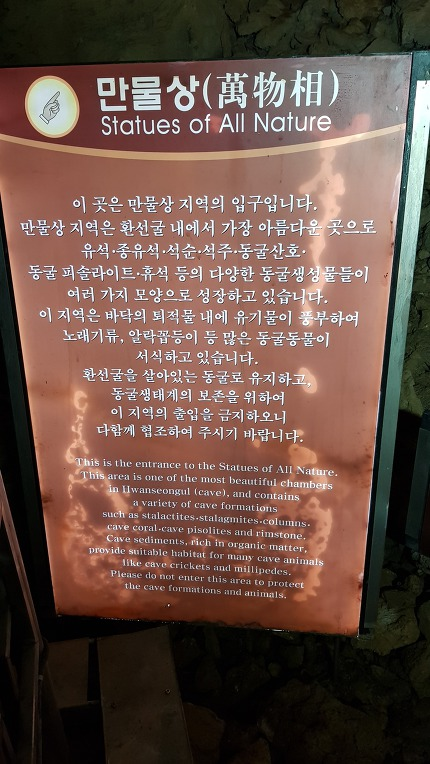 만물상(萬物相)
Statues of All Nature
이 곳은 만물상 지역의 입구입니다.
만물상 지역은 환선굴 내에서 가장 아름다운 곳으로
유석·종유석·석순·석주·동굴산호·
동굴 피솔라이트·휴석 등의 다양한 동굴생성물들이
여러 가지 모양으로 성장하고 있습니다.
이 지역은 바닥의 퇴적물 내에 유기물이 풍부하여
노래기류, 알락꼽등이 등 많은 동굴동물이
서식하고 있습니다.
환선굴을 살아있는 동굴로 유지하고,
동굴생태계의 보존을 위하여
이 지역의 출입을 금지하오니
다함께 협조하여 주시기 바랍니다.
This is the entrance to the Statues of All Nature.
This area is one of the most beautiful chambers
in Hwanseongul (cave), and contains
a variety of cave formations
such as stalactites·stalagmites·columns·
cave coral·cave pisolites and rimstone.
Cave sediments, rich in organic matter,
provide suitable habitat for many cave animals
like cave crickets and millipedes.
Please do not enter this area to protect
the cave formations and animals.